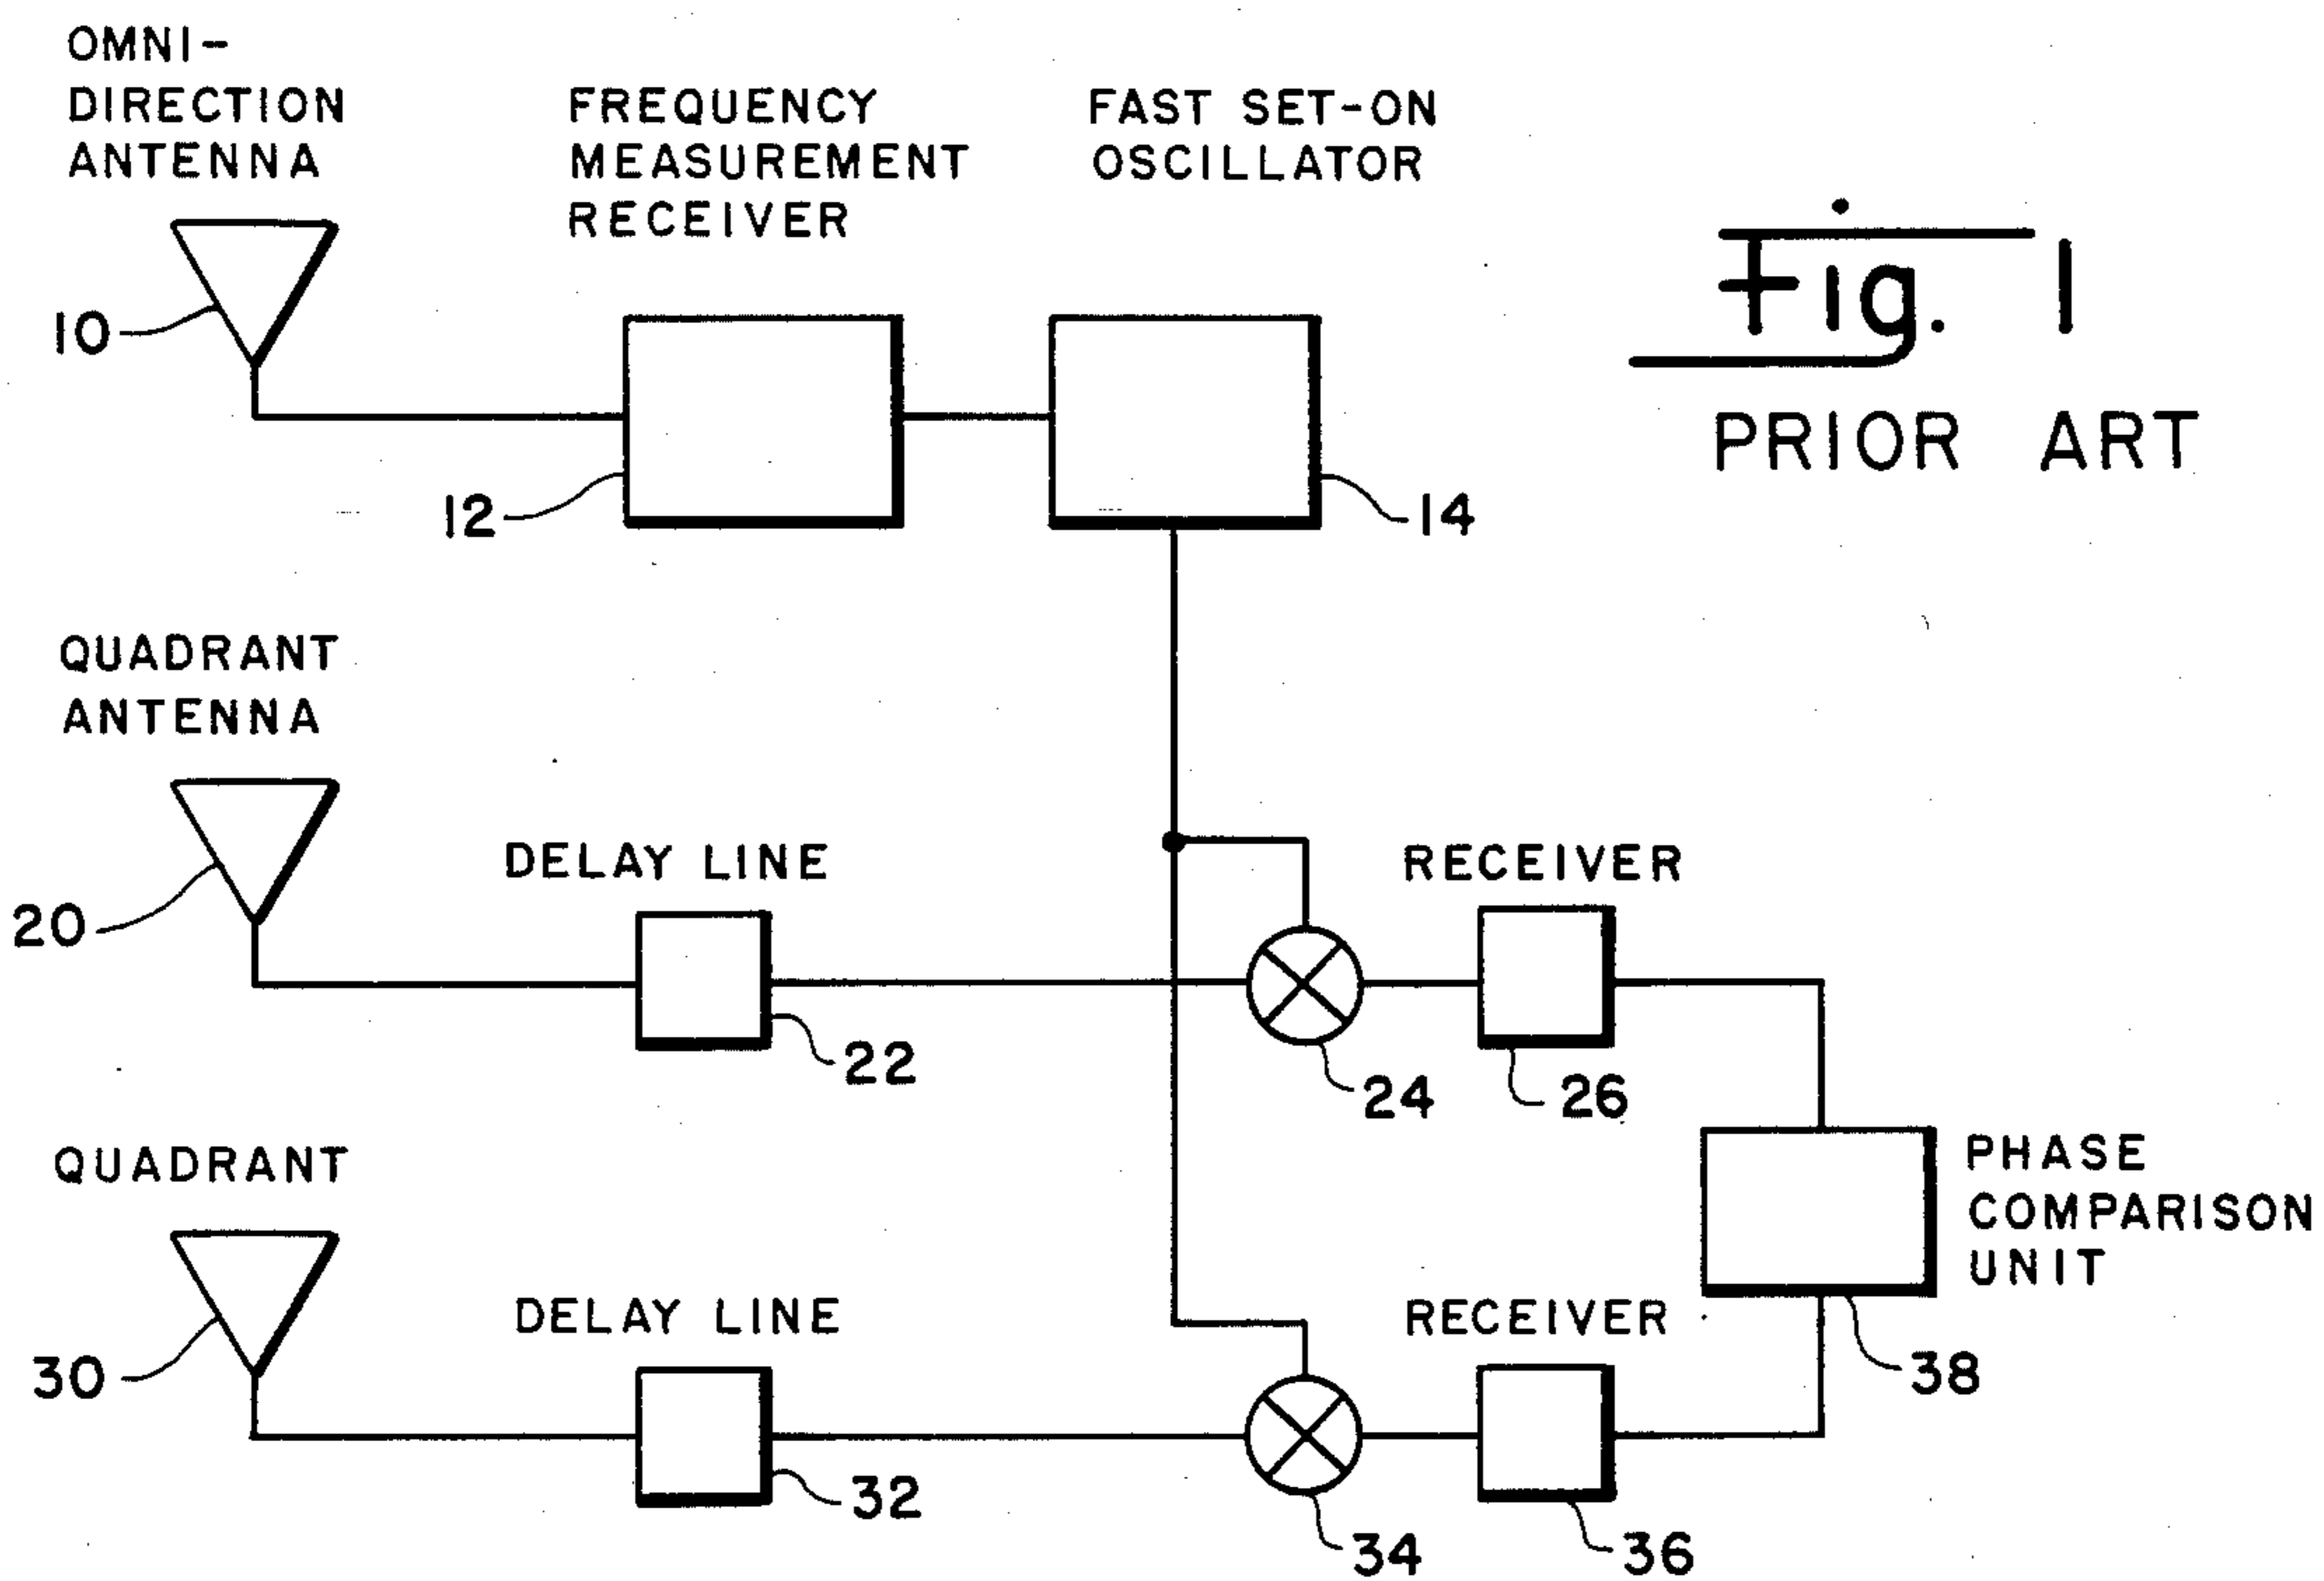 OMNI-
DIRECTION
ANTENNA
FREQUENCY
MEASUREMENT
RECEIVER
FAST SET-ON
OSCILLATOR
Fig. 1
PRIOR ART
10
12
14
QUADRANT
ANTENNA
20
DELAY LINE
22
24
RECEIVER
26
PHASE
COMPARISON
UNIT
38
QUADRANT
30
DELAY LINE
32
34
RECEIVER
36